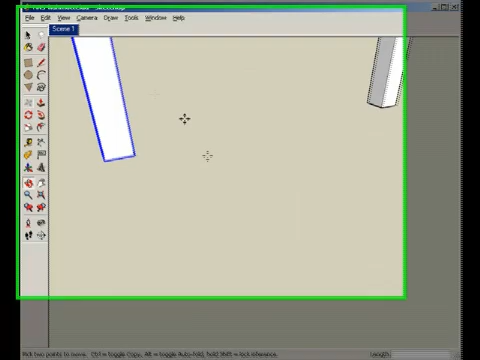 File Edit View Camera Draw Tools Window Help
Scene 1
Pick two points to move. Ctrl = toggle Copy, Alt = toggle Auto-fold, hold Shift = lock reference.
Length